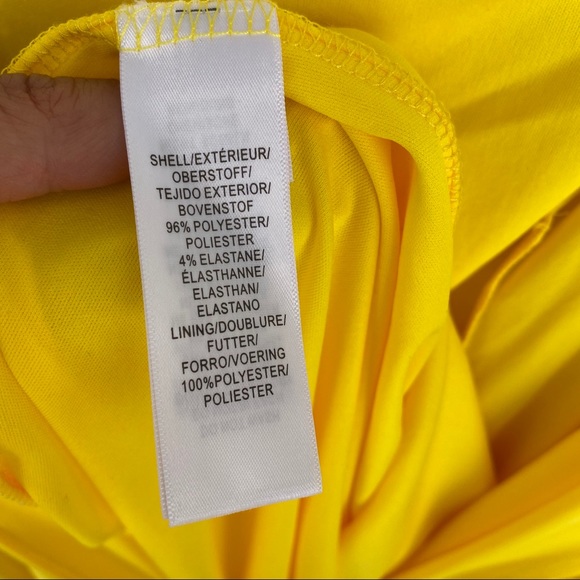 SHELL/EXTÉRIEUR/
OBERSTOFF/
TEJIDO EXTERIOR/
BOVENSTOF
96% POLYESTER/
POLIESTER
4% ELASTANE/
ÉLASTHANNE/
ELASTHAN/
ELASTANO
LINING/DOUBLURE/
FUTTER/
FORRO/VOERING
100%POLYESTER/
POLIESTER